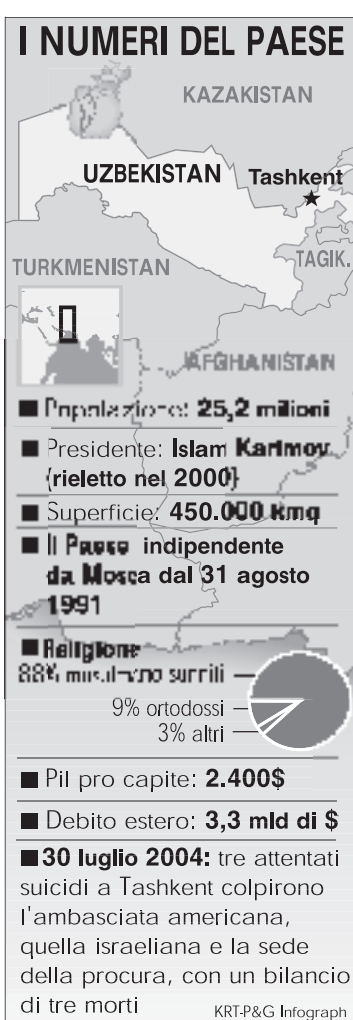 I NUMERI DEL PAESE
KAZAKISTAN
UZBEKISTAN
Tashkent
TURKMENISTAN
TAGIK.
AFGHANISTAN
■ Popolazione: 25,2 milioni
■ Presidente: Islam Karimov
(rieletto nel 2000)
■ Superficie: 450.000 kmq
■ Il Paese indipendente
da Mosca dal 31 agosto
1991
■ Religione
88% musulmano sunniti
9% ortodossi
3% altri
■ Pil pro capite: 2.400$
■ Debito estero: 3,3 mld di $
■ 30 luglio 2004: tre attentati
suicidi a Tashkent colpirono
l'ambasciata americana,
quella israeliana e la sede
della procura, con un bilancio
di tre morti
KRT-P&G Infograph